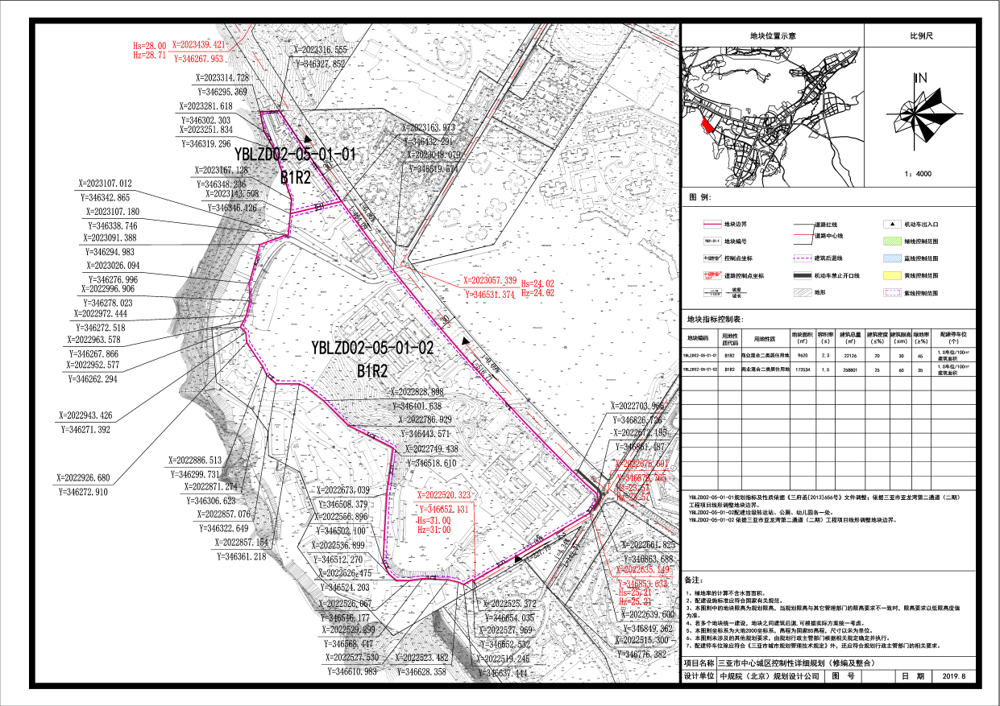 Hs=28.00 X=2023439.421
Hz=28.71 Y=346267.953
X=2023316.555
Y=346327.852
X=2023314.728
Y=346295.369
X=2023281.618
Y=346302.303
X=2023251.834
Y=346319.296
X=2023163.973
Y=346432.291
X=2023048.079
Y=346519.574
YBLZD02-05-01-01
B1R2
X=2023167.128
Y=346348.236
X=2023143.508
Y=346346.126
X=2023107.012
Y=346342.865
X=2023107.180
Y=346338.746
X=2023091.388
Y=346294.983
X=2023026.094
Y=346276.996
X=2022996.906
Y=346278.023
X=2022972.444
Y=346272.518
X=2022963.578
Y=346267.866
X=2022952.577
Y=346262.294
X=2022943.426
Y=346271.392
X=2022926.680
Y=346272.910
X=2023057.339
Y=346531.374
Hs=24.02
Hz=24.02
YBLZD02-05-01-02
B1R2
X=2022828.898
Y=346401.638
X=2022786.929
Y=346443.571
X=2022749.438
Y=346518.610
X=2022703.966
Y=346826.726
X=2022672.195
Y=346861.487
X=2022886.513
Y=346299.731
X=2022871.274
Y=346306.623
X=2022857.076
Y=346322.649
X=2022857.154
Y=346361.218
X=2022673.039
Y=346508.379
X=2022556.896
Y=346502.100
X=2022536.899
Y=346512.270
X=2022526.475
Y=346524.203
X=2022520.323
Y=346657.131
Hs=31.00
Hz=31.00
X=2022661.825
Y=346863.688
X=2022635.149
Y=346853.633
Hs=25.21
Hz=25.21
X=2022639.600
Y=346849.362
X=2022515.300
Y=346776.382
X=2022526.067
Y=346546.177
X=2022529.299
Y=346568.447
X=2022527.530
Y=346610.983
X=2022523.482
Y=346628.358
X=2022525.372
Y=346654.035
X=2022527.969
Y=346652.532
X=2022519.245
Y=346637.444
地块位置示意
比例尺
N
1：4000
图 例：
地块边界
道路红线
道路中心线
机动车出入口
地块编号
绿线控制范围
控制点坐标
建筑后退线
蓝线控制范围
道路控制点坐标
机动车禁止开口线
黄线控制范围
坡度
坡长
地形
紫线控制范围
地块指标控制表：
地块编码 用地性质代码 用地性质 地块面积(㎡) 容积率(≤) 建筑总量(㎡) 建筑密度(≤%) 建筑限高(≤m) 绿地率(≥%) 配建停车位(个)
YBLZD02-05-01-01 B1R2 商业混合二类居住用地 9620 2.3 22126 20 30 45 1.0车位/100㎡建筑面积
YBLZD02-05-01-02 B1R2 商业混合二类居住用地 172534 1.5 258801 25 60 35 1.0车位/100㎡建筑面积
YBLZD02-05-01-01规划指标及性质依据《三府函[2013]656号》文件调整；依据三亚市亚龙湾第二通道（二期）
工程项目线形调整地块边界。
YBLZD02-05-01-02配建垃圾转运站、公厕、幼儿园各一处。
YBLZD02-05-01-02 依据三亚市亚龙湾第二通道（二期）工程项目线形调整地块边界。
备注：
1、绿地率的计算不含水面面积。
2、配建设施标准应符合国家有关规范。
3、本图则中的地块限高为规划限高，当规划限高与其它管理部门的限高要求不一致时，限高要求以低限高度值
为准。
4、若多个地块统一建设，地块之间建筑后退,可根据实际方案统一考虑。
5、本图则坐标系为大地2000坐标系，高程为国家85高程，尺寸以米为单位。
6、本图则未涉及的其他规划要求，由规划行政主管部门根据相关规定确定并执行。
7、配建停车位除应符合《三亚市城市规划管理技术规定》外，还应符合规划行政主管部门的相关要求。
项目名称 三亚市中心城区控制性详细规划（修编及整合）
设计单位 中规院（北京）规划设计公司 图 号 日 期 2019.8